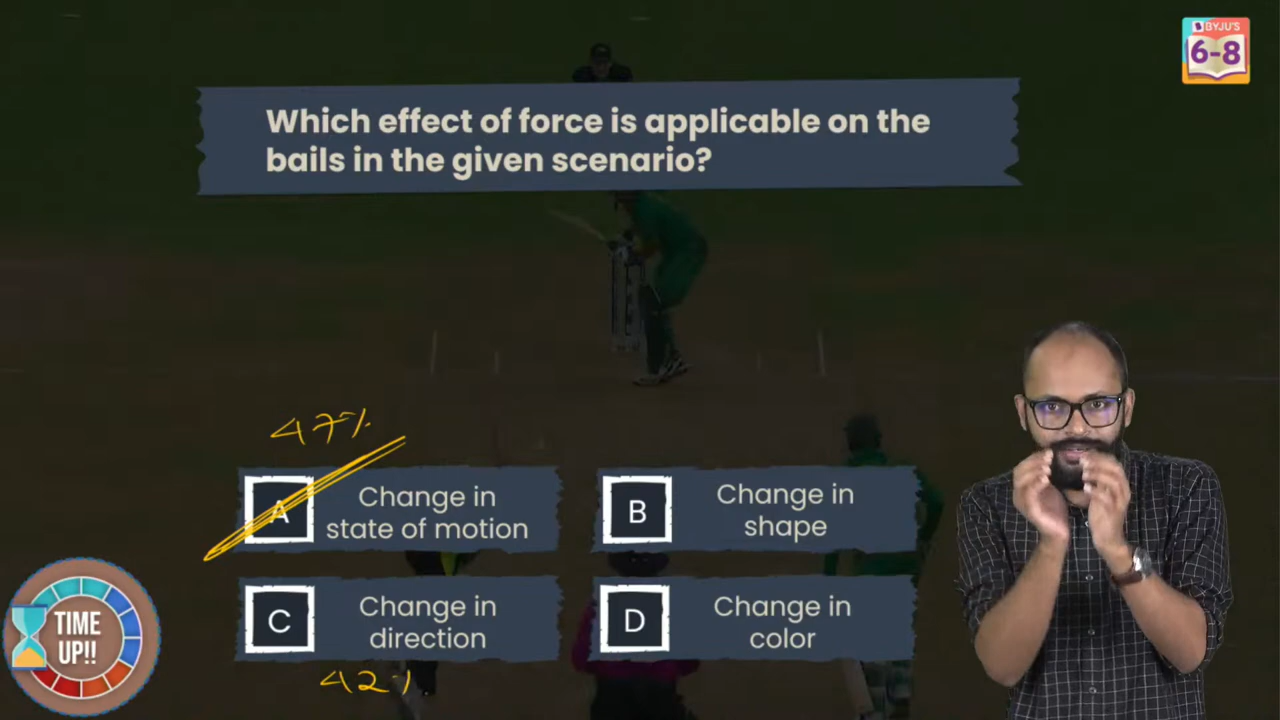 BYJU'S
6-8
Which effect of force is applicable on the
bails in the given scenario?
47%
A
Change in
state of motion
B
Change in
shape
C
Change in
direction
D
Change in
color
42%
TIME
UP!!